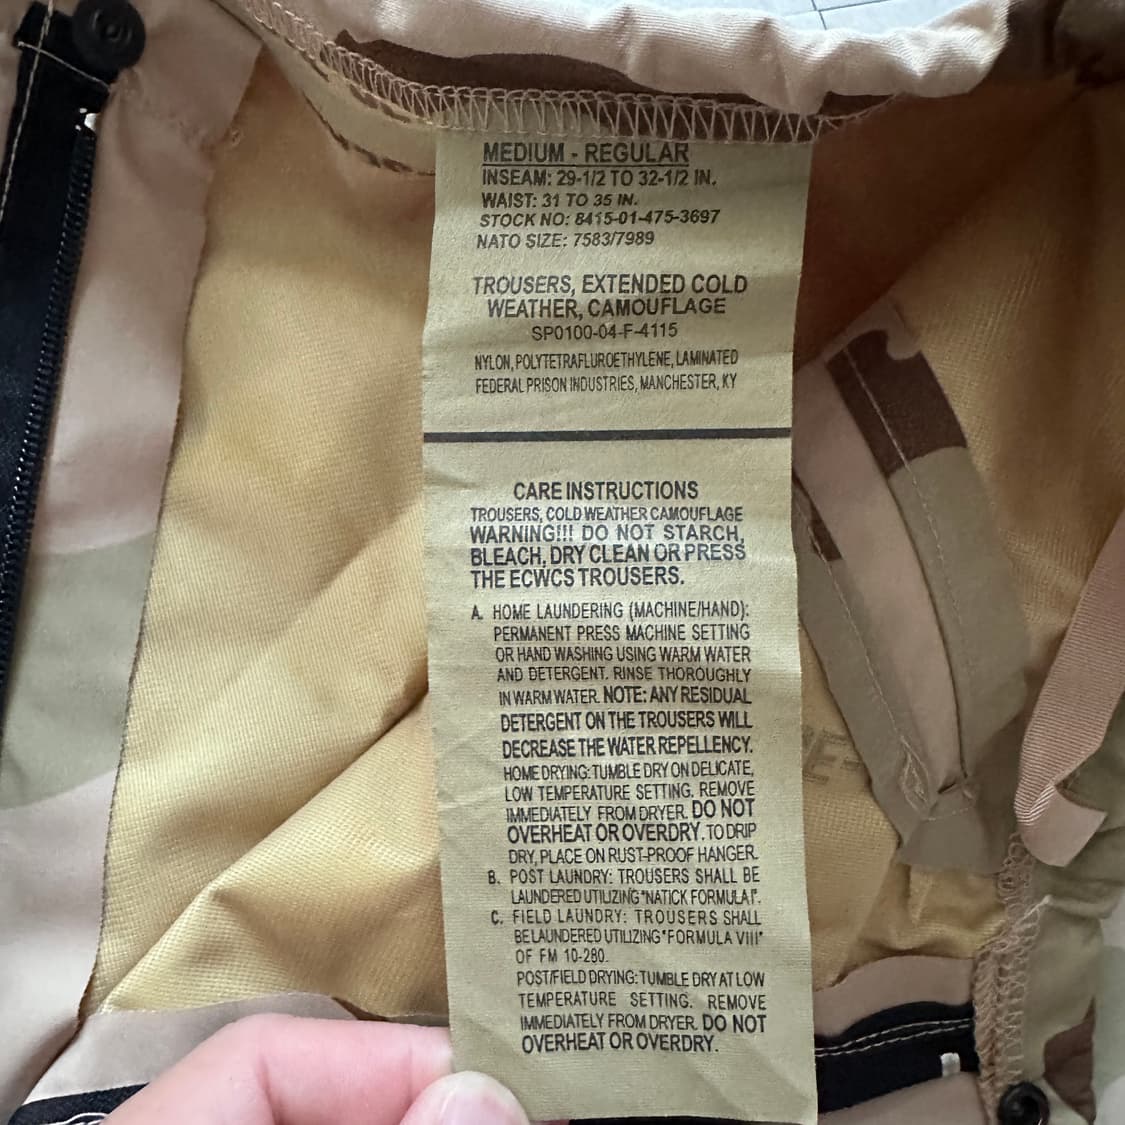 MEDIUM - REGULAR
INSEAM: 29-1/2 TO 32-1/2 IN.
WAIST: 31 TO 35 IN.
STOCK NO: 8415-01-475-3697
NATO SIZE: 7583/7989
TROUSERS, EXTENDED COLD
WEATHER, CAMOUFLAGE
SP0100-04-F-4115
NYLON, POLYTETRAFLUROETHYLENE, LAMINATED
FEDERAL PRISON INDUSTRIES, MANCHESTER, KY
CARE INSTRUCTIONS
TROUSERS, COLD WEATHER CAMOUFLAGE
WARNING!!! DO NOT STARCH,
BLEACH, DRY CLEAN OR PRESS
THE ECWCS TROUSERS.
A. HOME LAUNDERING (MACHINE/HAND):
PERMANENT PRESS MACHINE SETTING
OR HAND WASHING USING WARM WATER
AND DETERGENT. RINSE THOROUGHLY
IN WARM WATER. NOTE: ANY RESIDUAL
DETERGENT ON THE TROUSERS WILL
DECREASE THE WATER REPELLENCY.
HOME DRYING: TUMBLE DRY ON DELICATE,
LOW TEMPERATURE SETTING. REMOVE
IMMEDIATELY FROM DRYER. DO NOT
OVERHEAT OR OVERDRY. TO DRIP
DRY, PLACE ON RUST-PROOF HANGER.
B. POST LAUNDRY: TROUSERS SHALL BE
LAUNDERED UTILIZING "NATICK FORMULA I".
C. FIELD LAUNDRY: TROUSERS SHALL
BE LAUNDERED UTILIZING "FORMULA VIII"
OF FM 10-280.
POST/FIELD DRYING: TUMBLE DRY AT LOW
TEMPERATURE SETTING. REMOVE
IMMEDIATELY FROM DRYER. DO NOT
OVERHEAT OR OVERDRY.